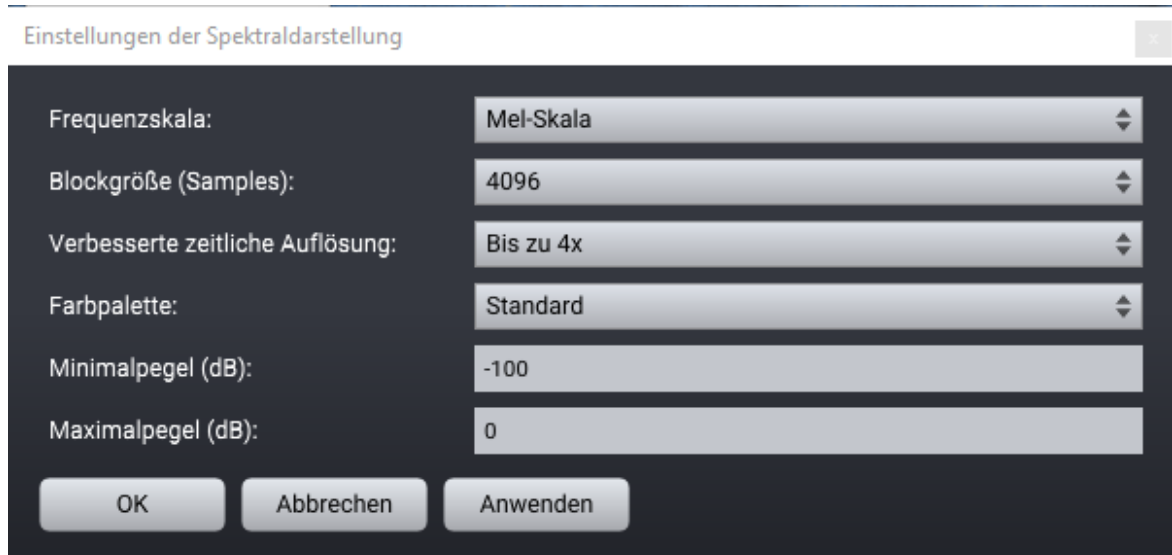 Einstellungen der Spektraldarstellung
Frequenzskala: Mel-Skala
Blockgröße (Samples): 4096
Verbesserte zeitliche Auflösung: Bis zu 4x
Farbpalette: Standard
Minimalpegel (dB): -100
Maximalpegel (dB): 0
OK Abbrechen Anwenden